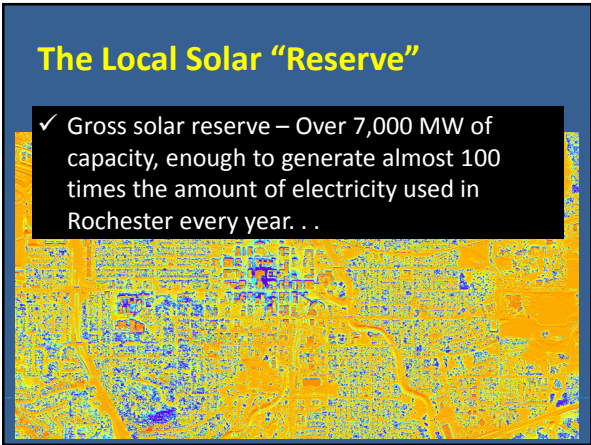 The Local Solar “Reserve”
✓ Gross solar reserve – Over 7,000 MW of
capacity, enough to generate almost 100
times the amount of electricity used in
Rochester every year. . .